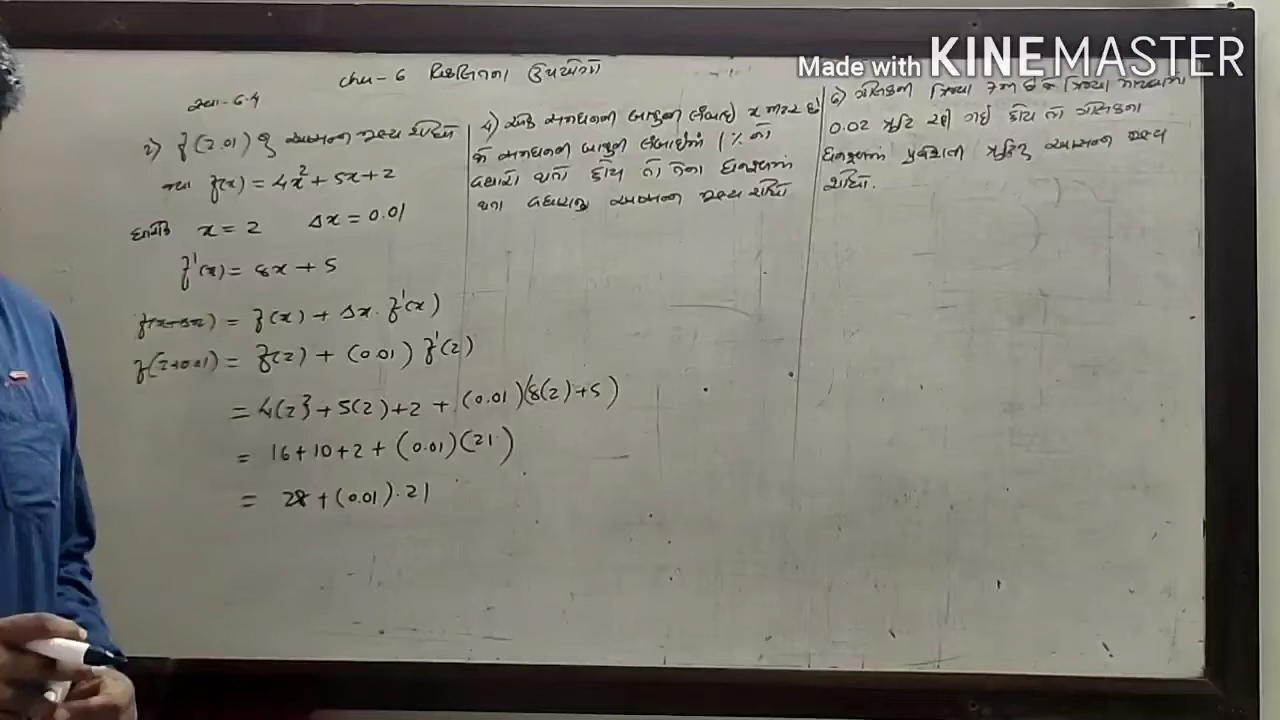 Made with KINEMASTER
ch-6 વિકલિતના ઉપયોગો
સ્વા-6.4
2) f(2.01) નું આસન્ન મૂલ્ય શોધો
જ્યાં f(x) = 4x² + 5x + 2
ધારોકે x = 2 Δx = 0.01
f'(x) = 8x + 5
f(x+Δx) = f(x) + Δx . f'(x)
f(2+0.01) = f(2) + (0.01) f'(2)
= 4(2)² + 5(2) + 2 + (0.01)(8(2)+5)
= 16+10+2 + (0.01)(21)
= 28 + (0.01).21
4) સમઘનની બાજુની લંબાઈ x મીટર છે
જો સમઘનની બાજુની લંબાઈમાં 1% નો
વધારો થતો હોય તો તેના ઘનફળમાં
થતા વધારાનું આસન્ન મૂલ્ય શોધો
6) ગોલકની ત્રિજ્યા 7 મી છે જો ત્રિજ્યા માપવામાં
0.02 ત્રુટિ રહી ગઈ હોય તો ગોલકના
ઘનફળમાં પ્રવેશતી ત્રુટિનું આસન્ન મૂલ્ય
શોધો.